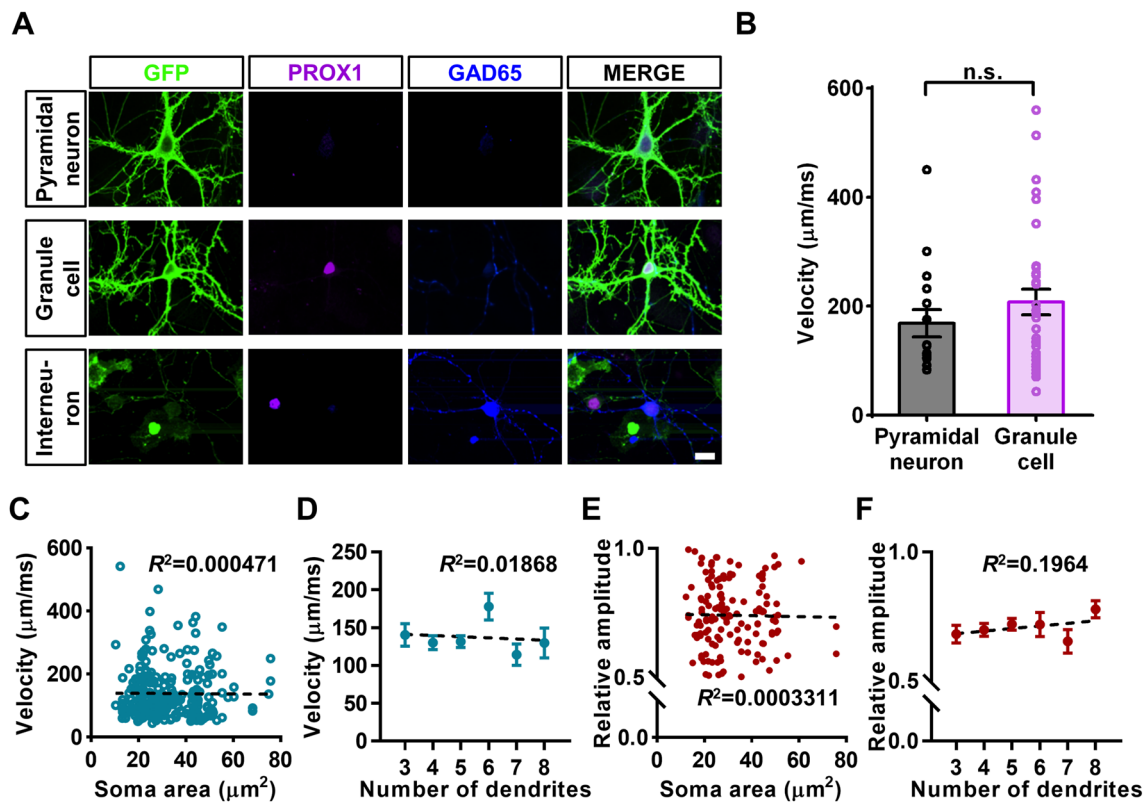 A
GFP PROX1 GAD65 MERGE
Pyramidal
neuron
Granule
cell
Interneu-
ron
B
n.s.
Velocity (μm/ms)
600
400
200
0
Pyramidal
neuron
Granule
cell
C
R²=0.000471
Velocity (μm/ms)
600
400
200
0
0 20 40 60 80
Soma area (μm²)
D
R²=0.01868
Velocity (μm/ms)
250
200
150
100
50
0
3 4 5 6 7 8
Number of dendrites
E
Relative amplitude
1.0
0.5
0.0
R²=0.0003311
0 20 40 60 80
Soma area (μm²)
F
R²=0.1964
Relative amplitude
1.0
0.5
0.0
3 4 5 6 7 8
Number of dendrites